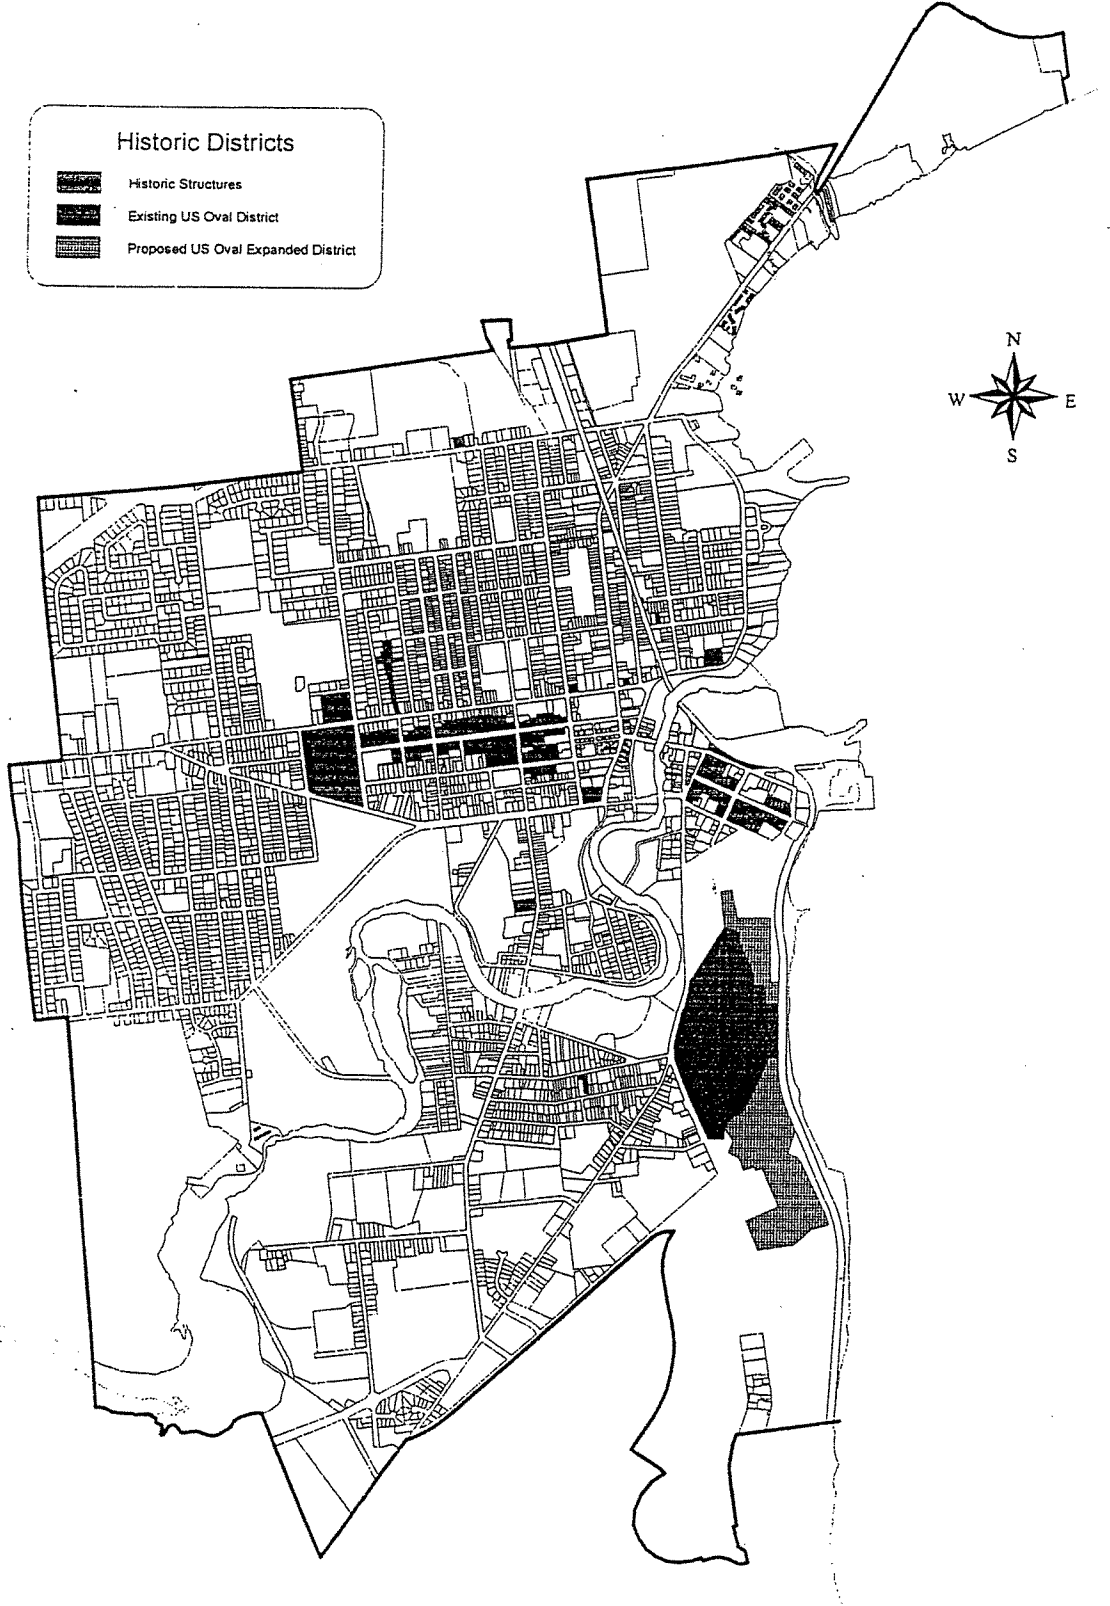 Historic Districts
Historic Structures
Existing US Oval District
Proposed US Oval Expanded District
N
W E
S